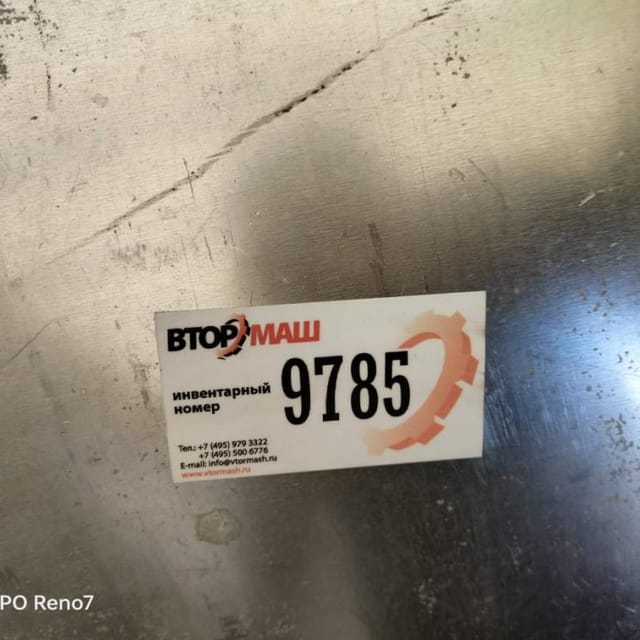 ВТОРМАШ
инвентарный
номер
9785
Тел.: +7 (495) 979 3322
+7 (495) 500 6776
E-mail: info@vtormash.ru
www.vtormash.ru
PO Reno7